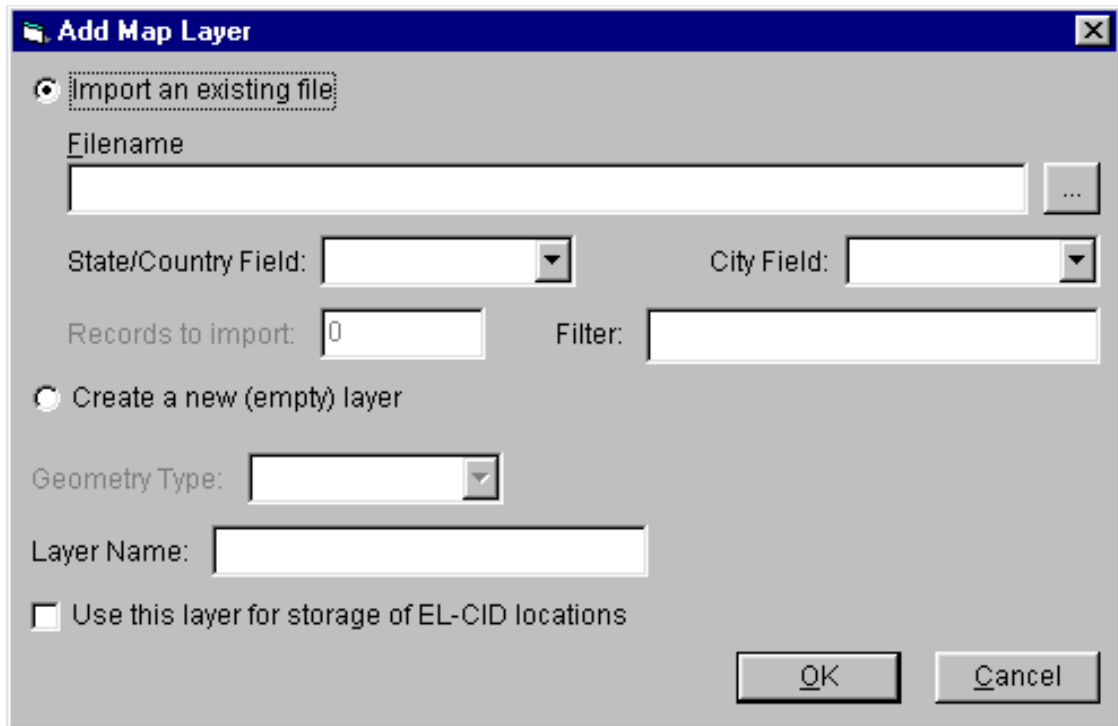 Add Map Layer
Import an existing file
Filename
...
State/Country Field: City Field:
Records to import: 0 Filter:
Create a new (empty) layer
Geometry Type:
Layer Name:
Use this layer for storage of EL-CID locations
OK Cancel